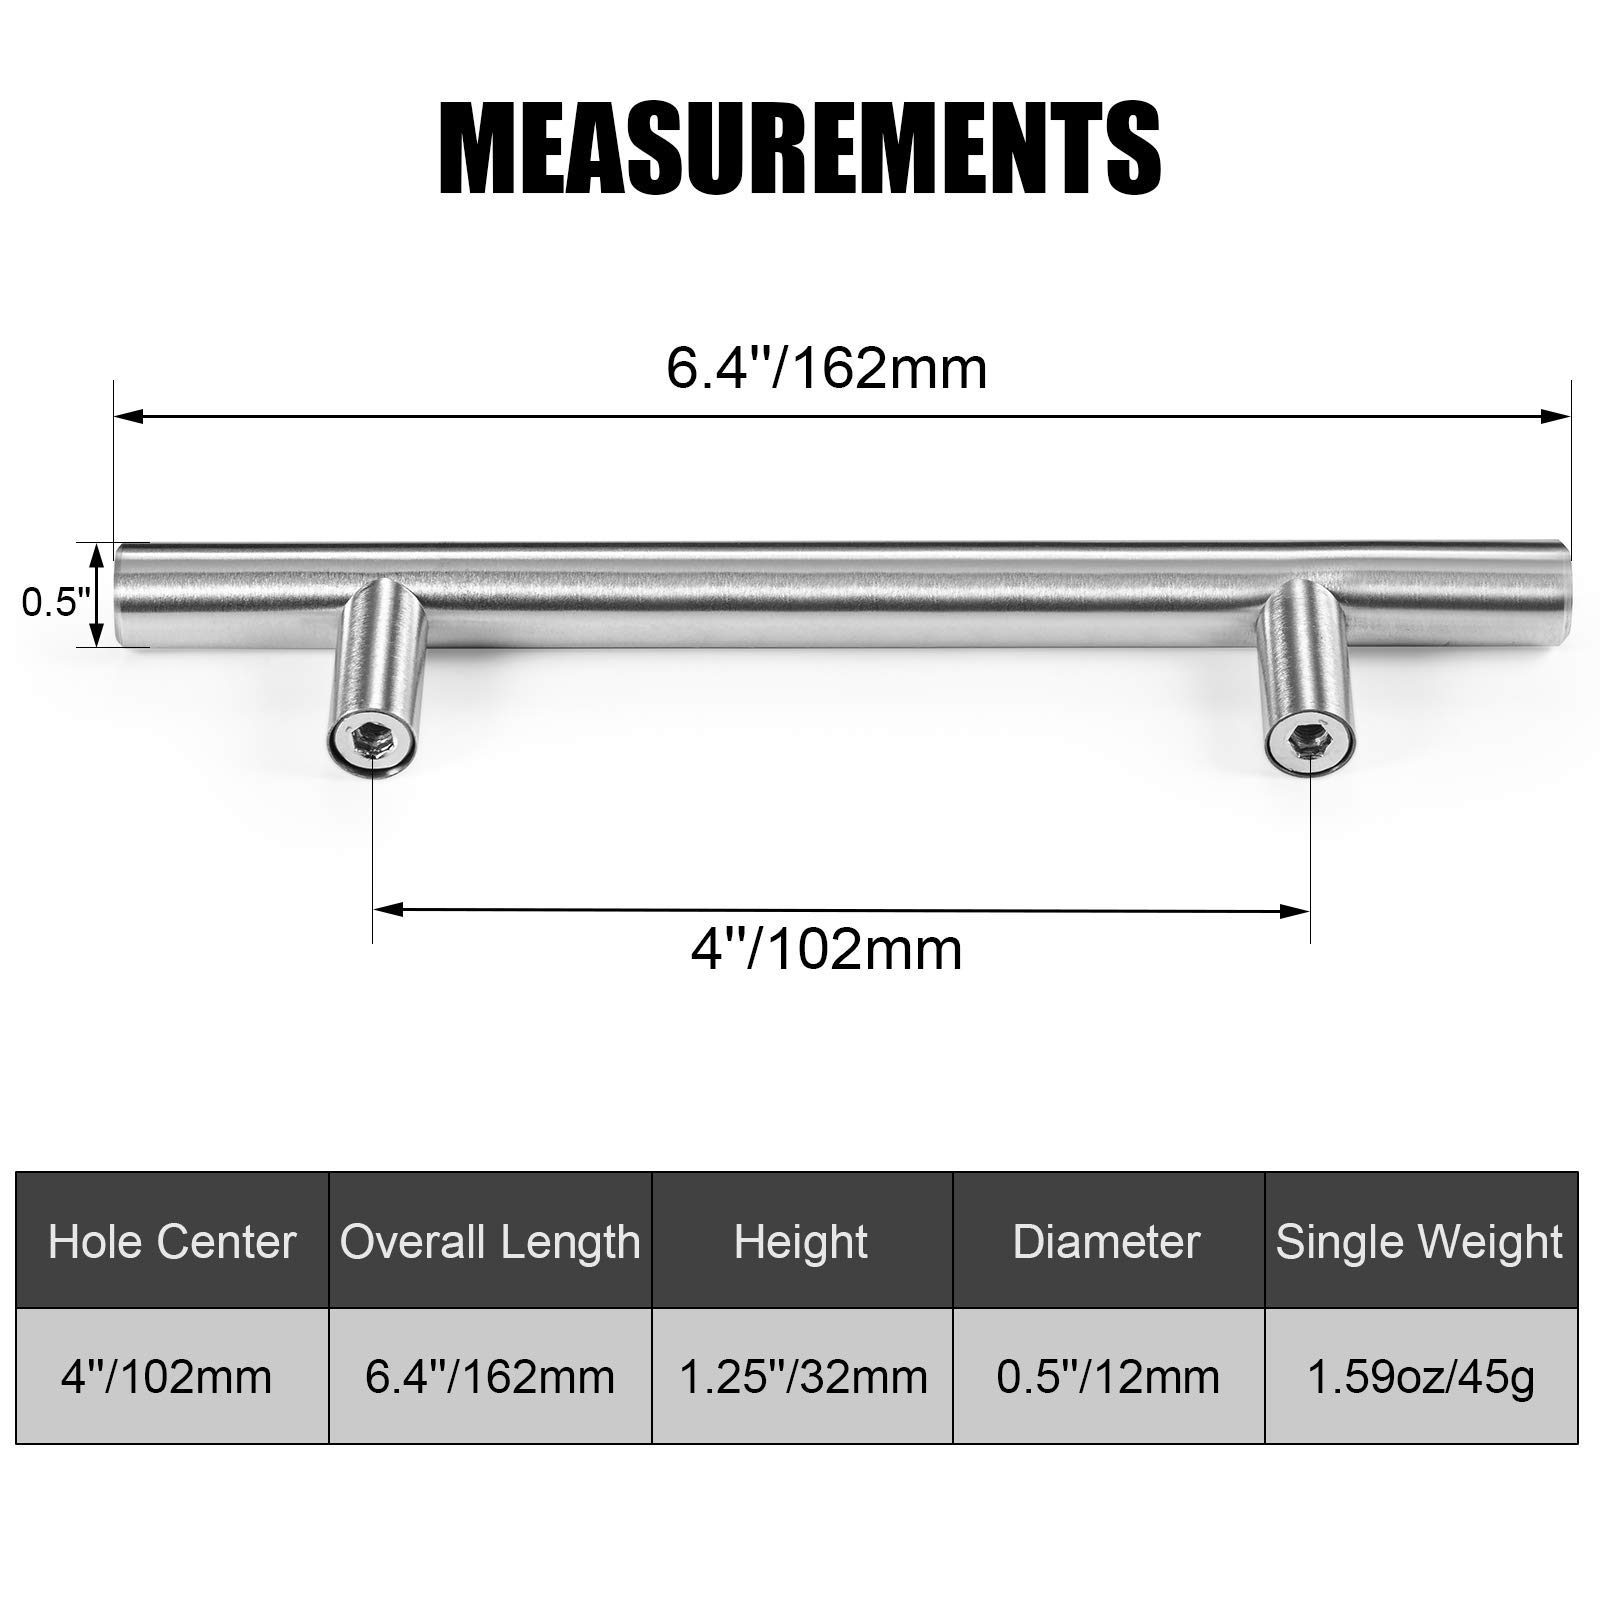 MEASUREMENTS
6.4"/162mm
0.5"
4"/102mm
Hole Center Overall Length Height Diameter Single Weight
4"/102mm 6.4"/162mm 1.25"/32mm 0.5"/12mm 1.59oz/45g